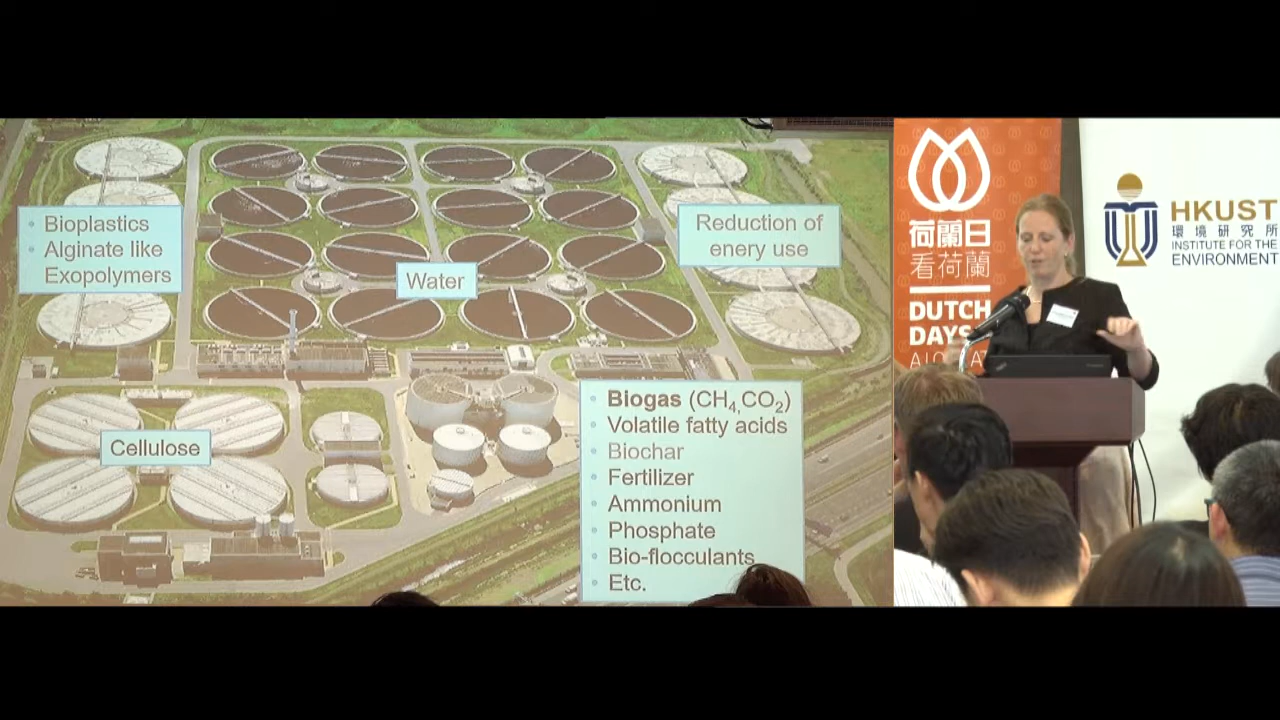 • Bioplastics
• Alginate like
Exopolymers
Water
Reduction of
enery use
Cellulose
• Biogas (CH4,CO2)
• Volatile fatty acids
• Biochar
• Fertilizer
• Ammonium
• Phosphate
• Bio-flocculants
• Etc.
荷蘭日
看荷蘭
DUTCH
DAYS
HKUST
環境研究所
INSTITUTE FOR THE
ENVIRONMENT